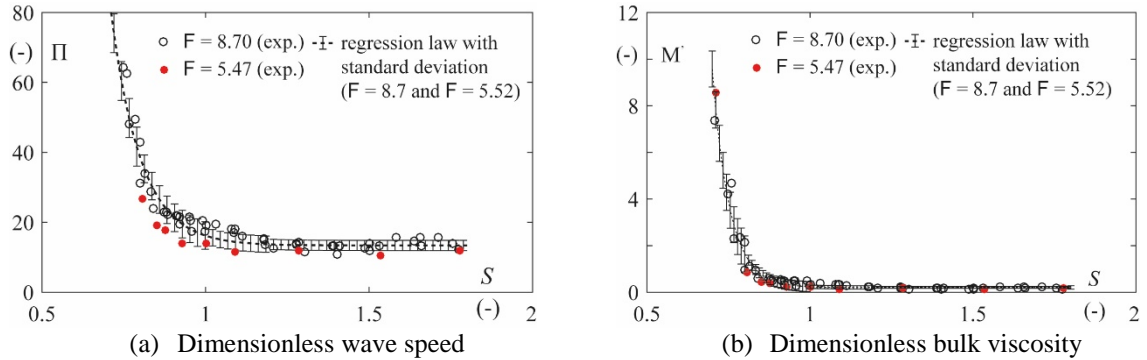 80
(-) Π
60
40
20
0
0.5 1 1.5 2
S
(-)
F = 8.70 (exp.)
F = 5.47 (exp.)
regression law with
standard deviation
(F = 8.7 and F = 5.52)
(a) Dimensionless wave speed
12
(-) M
8
4
0
0.5 1 1.5 2
S
(-)
F = 8.70 (exp.)
F = 5.47 (exp.)
regression law with
standard deviation
(F = 8.7 and F = 5.52)
(b) Dimensionless bulk viscosity